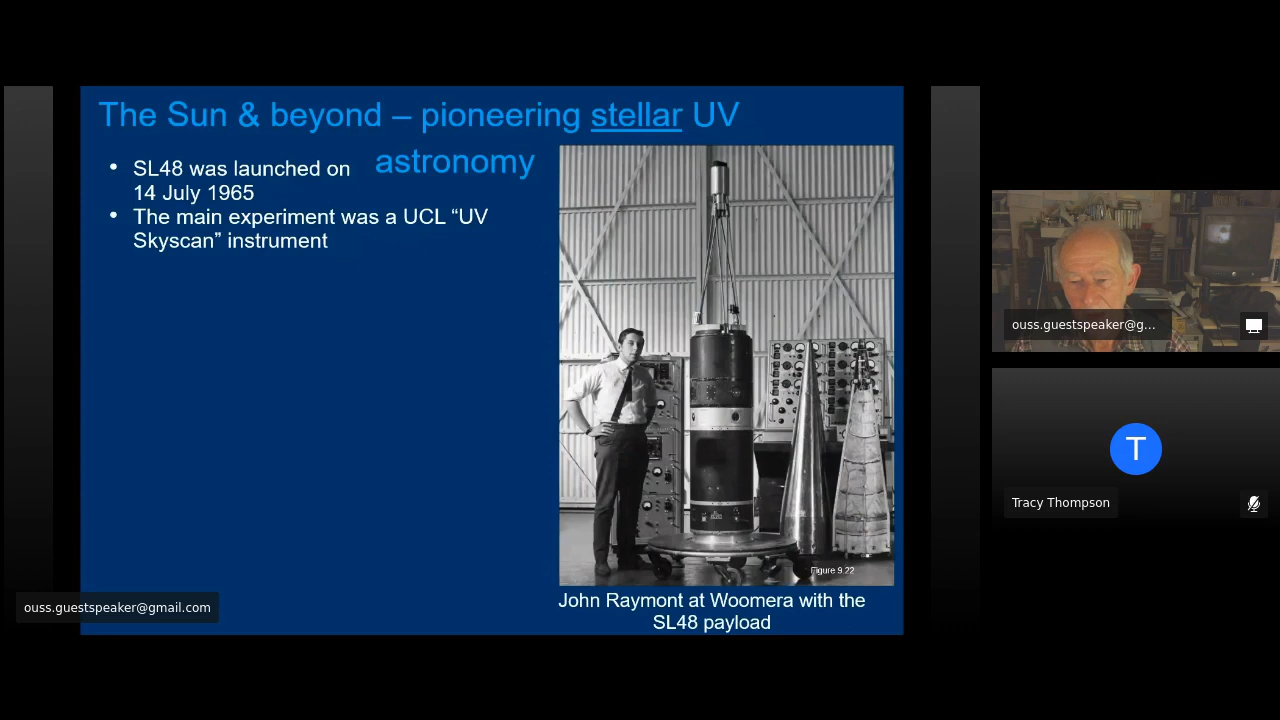 The Sun & beyond – pioneering stellar UV
astronomy
• SL48 was launched on
14 July 1965
• The main experiment was a UCL “UV
Skyscan” instrument
Figure 9.22
John Raymont at Woomera with the
SL48 payload
ouss.guestspeaker@gmail.com
ouss.guestspeaker@g...
T
Tracy Thompson